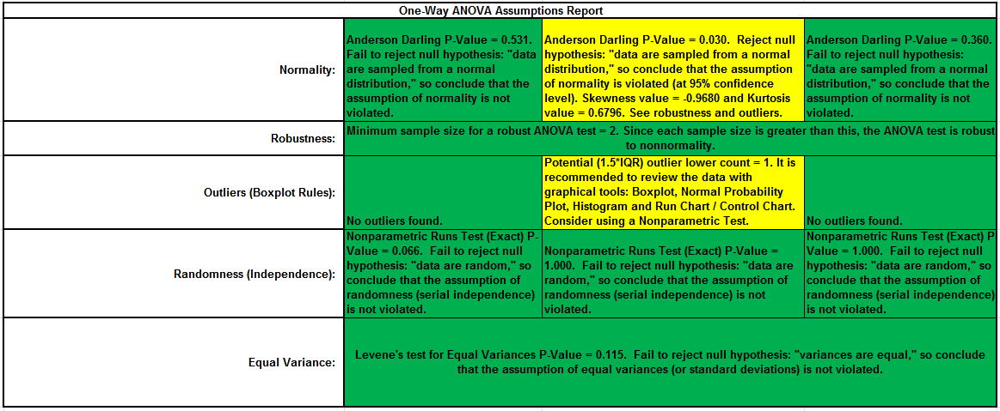 One-Way ANOVA Assumptions Report
Normality:
Anderson Darling P-Value = 0.531.
Fail to reject null hypothesis: "data
are sampled from a normal
distribution," so conclude that the
assumption of normality is not
violated.
Anderson Darling P-Value = 0.030.  Reject null
hypothesis: "data are sampled from a normal
distribution," so conclude that the assumption
of normality is violated (at 95% confidence
level). Skewness value = -0.9680 and Kurtosis
value = 0.6796. See robustness and outliers.
Anderson Darling P-Value = 0.360.
Fail to reject null hypothesis:
"data are sampled from a normal
distribution," so conclude that the
assumption of normality is not
violated.
Robustness:
Minimum sample size for a robust ANOVA test = 2. Since each sample size is greater than this, the ANOVA test is robust
to nonnormality.
Outliers (Boxplot Rules):
No outliers found.
Potential (1.5*IQR) outlier lower count = 1. It is
recommended to review the data with
graphical tools: Boxplot, Normal Probability
Plot, Histogram and Run Chart / Control Chart.
Consider using a Nonparametric Test.
No outliers found.
Randomness (Independence):
Nonparametric Runs Test (Exact) P-
Value = 0.066.  Fail to reject null
hypothesis: "data are random," so
conclude that the assumption of
randomness (serial independence)
is not violated.
Nonparametric Runs Test (Exact) P-Value =
1.000.  Fail to reject null hypothesis: "data are
random," so conclude that the assumption of
randomness (serial independence) is not
violated.
Nonparametric Runs Test (Exact) P
Value = 1.000.  Fail to reject null
hypothesis: "data are random," so
conclude that the assumption of
randomness (serial independence)
is not violated.
Equal Variance:
Levene's test for Equal Variances P-Value = 0.115.  Fail to reject null hypothesis: "variances are equal," so conclude
that the assumption of equal variances (or standard deviations) is not violated.